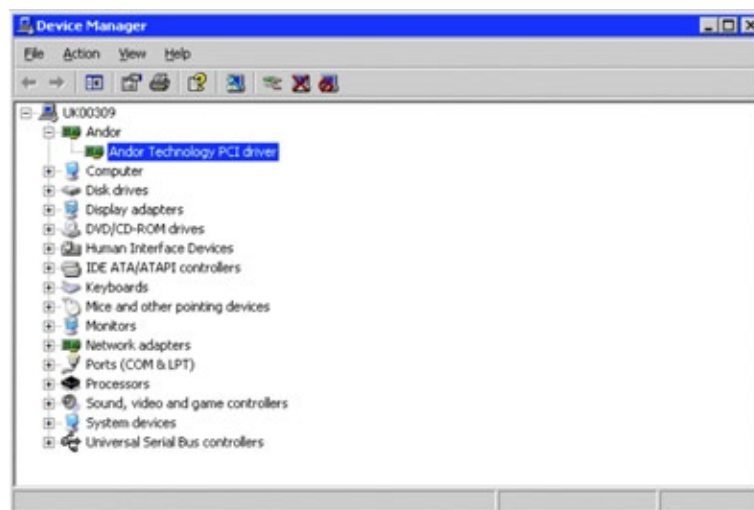 Device Manager
File Action View Help
UK00309
Andor
Andor Technology PCI driver
Computer
Disk drives
Display adapters
DVD/CD-ROM drives
Human Interface Devices
IDE ATA/ATAPI controllers
Keyboards
Mice and other pointing devices
Monitors
Network adapters
Ports (COM & LPT)
Processors
Sound, video and game controllers
System devices
Universal Serial Bus controllers